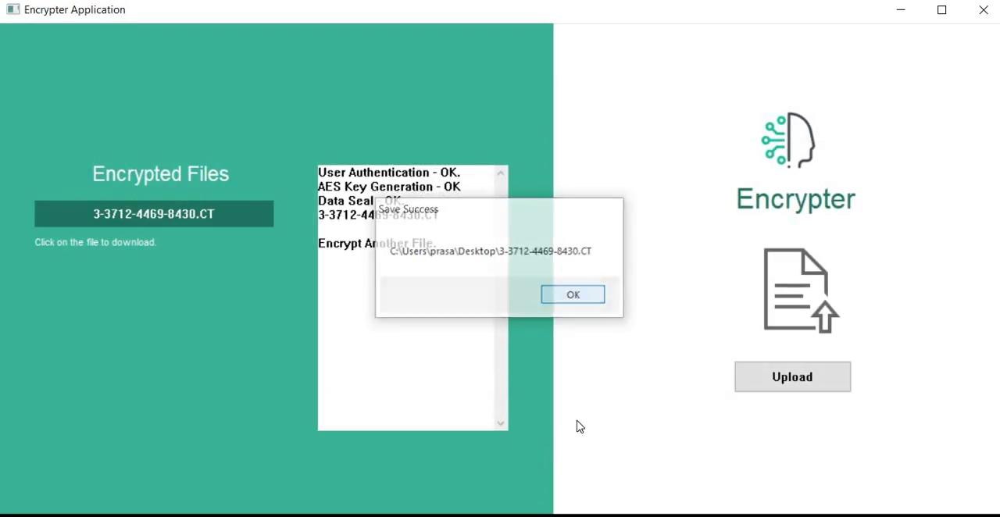 Encrypter Application
Encrypted Files
3-3712-4469-8430.CT
Click on the file to download.
User Authentication - OK.
AES Key Generation - OK
Data Seal - OK.
3-3712-4469-8430.CT
Encrypt Another File.
Save Success
C:\Users\prasa\Desktop\3-3712-4469-8430.CT
OK
Encrypter
Upload